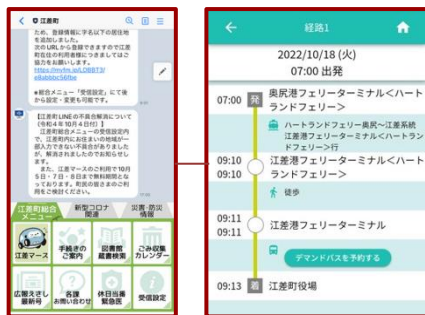 江差町
ため、登録情報に字名以下の居住地
を追加しました。
次のURLから登録できますので江差
町在住の利用者様につきましてはご
協力をお願いします。
●総合メニュー「受信設定」にて後
から設定・変更も可能です。
【江差町LINEの不具合解消について
(令和4年10月4日付)】
江差町総合メニューの受信設定内
で、江差町内にお住まいの地域が一
部入力できない不具合がありました
が、解消されましたのでお知らせし
ます。
また、江差マースのご利用で10月
5日・7日・8日まで無料期間とな
っております。町民の皆さまのご利
用をご検討ください。
江差町総合
メニュー
新型コロナ
関連
災害・防災
情報
江差マース
手続きの
ご案内
図書館
蔵書検索
ごみ収集
カレンダー
広報えさし
最新号
各課
お問い合わせ
休日当番
緊急医
受信設定
経路1
2022/10/18 (火)
07:00 出発
07:00 発 奥尻港フェリーターミナル<ハート
ランドフェリー>
ハートランドフェリー奥尻〜江差系統
江差港フェリーターミナル<ハートラン
ドフェリー>行
09:10 江差港フェリーターミナル<ハート
09:10 ランドフェリー>
徒歩
09:11
09:11 江差港フェリーターミナル
デマンドバスを予約する
09:13 着 江差町役場